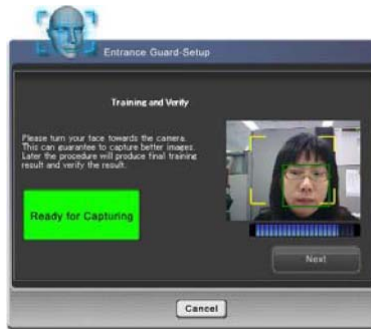 Entrance Guard-Setup
Training and Verify
Please turn your face towards the camera.
This can guarantee to capture better images.
Later the procedure will produce final training
result and verify the result.
Ready for Capturing
Next
Cancel